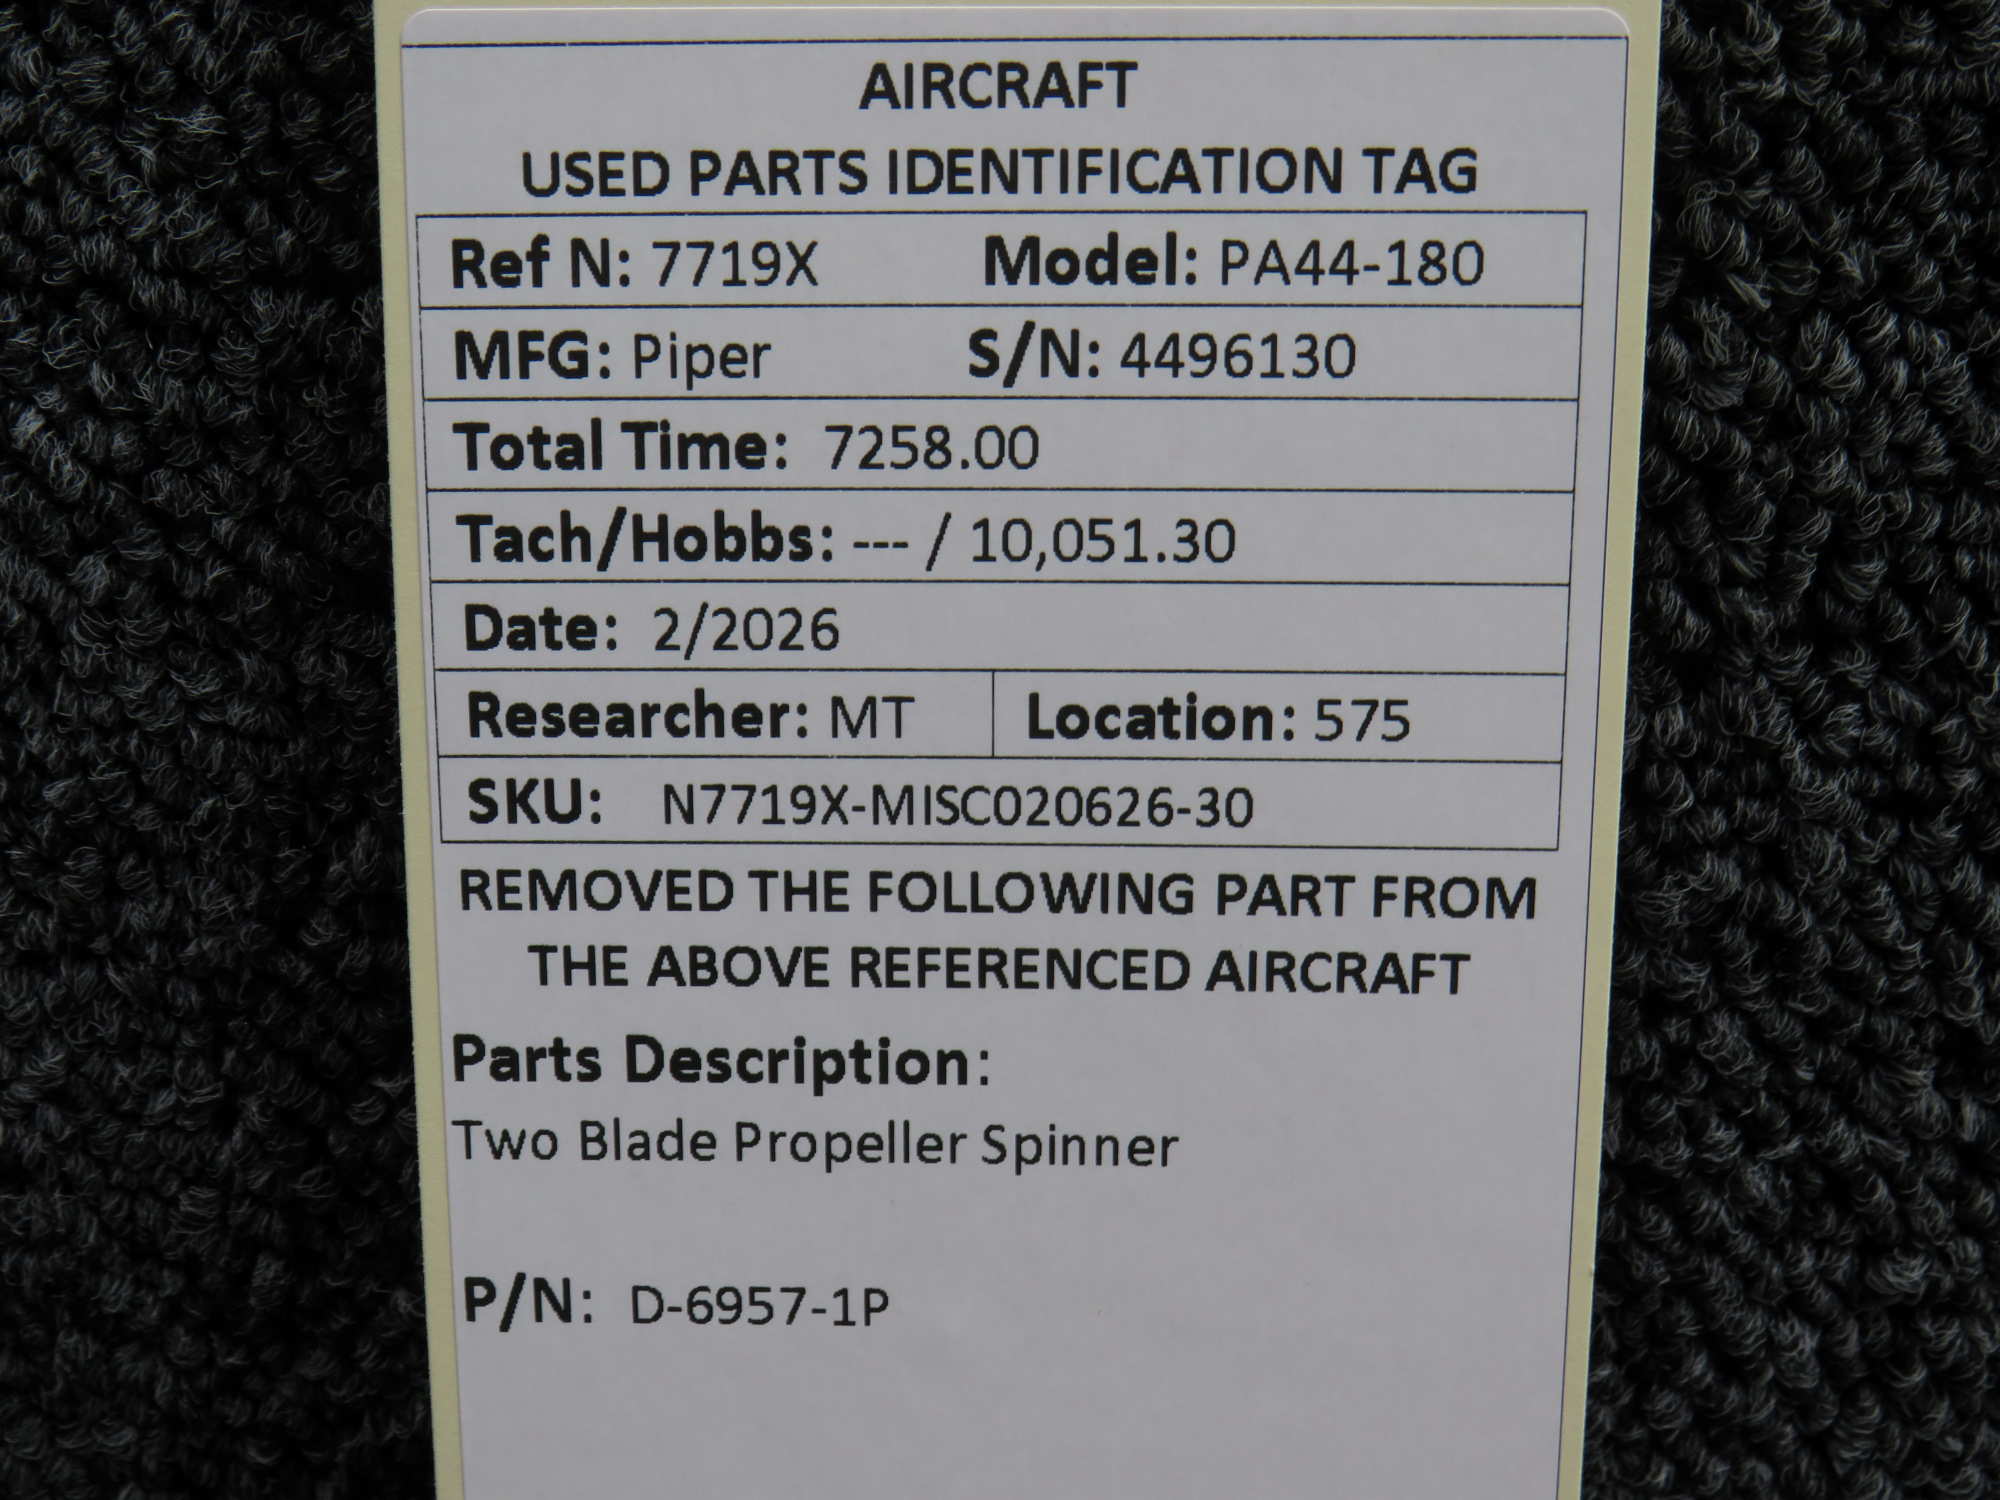 AIRCRAFT
USED PARTS IDENTIFICATION TAG
Ref N: 7719X Model: PA44-180
MFG: Piper S/N: 4496130
Total Time: 7258.00
Tach/Hobbs: --- / 10,051.30
Date: 2/2026
Researcher: MT Location: 575
SKU: N7719X-MISC020626-30
REMOVED THE FOLLOWING PART FROM
THE ABOVE REFERENCED AIRCRAFT
Parts Description:
Two Blade Propeller Spinner
P/N: D-6957-1P